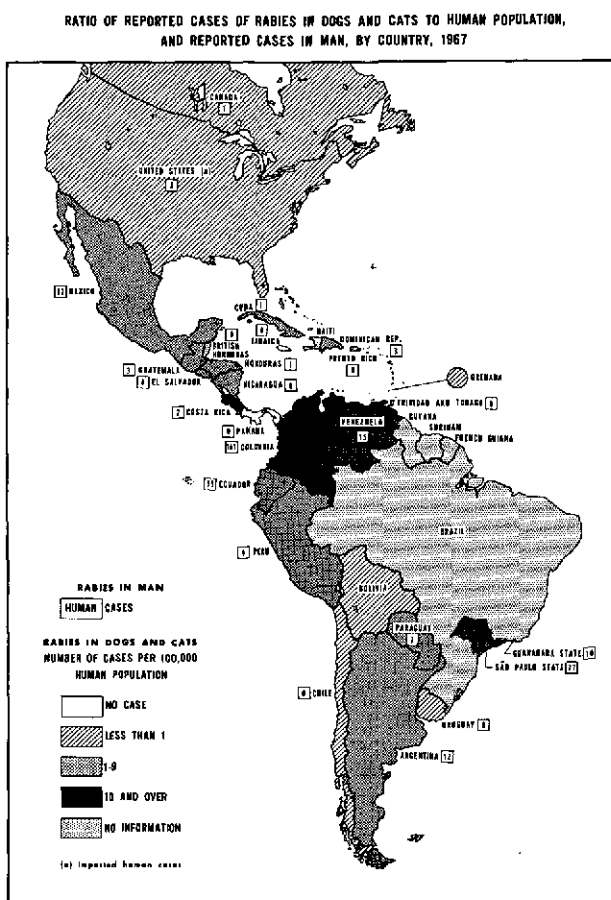 RATIO OF REPORTED CASES OF RABIES IN DOGS AND CATS TO HUMAN POPULATION,
AND REPORTED CASES IN MAN, BY COUNTRY, 1967
CANADA
1
UNITED STATES
MEXICO
CUBA 1
JAMAICA
HAITI
DOMINICAN REP.
PUERTO RICO
BRITISH
HONDURAS
HONDURAS
GUATEMALA
EL SALVADOR
NICARAGUA
GRENADA
TRINIDAD AND TOBAGO
COSTA RICA
PANAMA
COLOMBIA
VENEZUELA
15
GUYANA
SURINAM
FRENCH GUIANA
ECUADOR
PERU
BRAZIL
BOLIVIA
PARAGUAY
GUANABARA STATE
SÃO PAULO STATE
CHILE
URUGUAY
ARGENTINA 12
RABIES IN MAN
HUMAN CASES
RABIES IN DOGS AND CATS
NUMBER OF CASES PER 100,000
HUMAN POPULATION
NO CASE
LESS THAN 1
1-9
10 AND OVER
NO INFORMATION
(a) Imported human cases